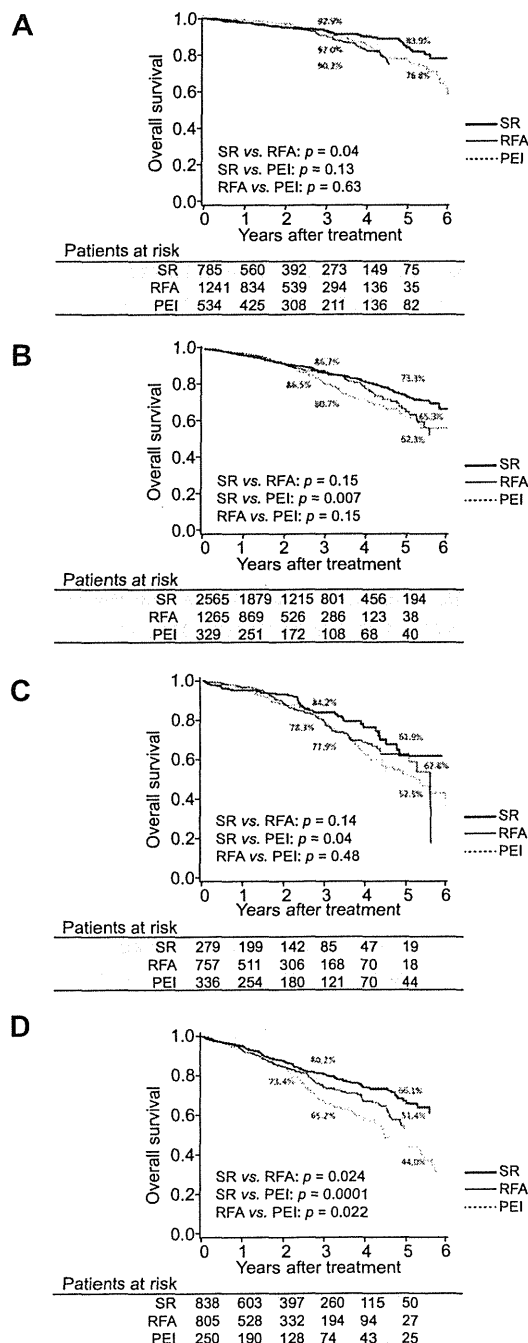 A
Overall survival
1.0
0.8
0.6
0.4
0.2
0.0
92.9%
83.9%
90.2%
76.8%
SR
RFA
PEI
SR vs. RFA: p = 0.04
SR vs. PEI: p = 0.13
RFA vs. PEI: p = 0.63
0 1 2 3 4 5 6
Years after treatment
Patients at risk
SR 785 560 392 273 149 75
RFA 1241 834 539 294 136 35
PEI 534 425 308 211 136 82
B
Overall survival
1.0
0.8
0.6
0.4
0.2
0.0
86.7%
73.3%
86.5%
80.7%
65.3%
62.3%
SR
RFA
PEI
SR vs. RFA: p = 0.15
SR vs. PEI: p = 0.007
RFA vs. PEI: p = 0.15
0 1 2 3 4 5 6
Years after treatment
Patients at risk
SR 2565 1879 1215 801 456 194
RFA 1265 869 526 286 123 38
PEI 329 251 172 108 68 40
C
Overall survival
1.0
0.8
0.6
0.4
0.2
0.0
84.2%
78.3%
77.9%
61.9%
62.8%
52.5%
SR
RFA
PEI
SR vs. RFA: p = 0.14
SR vs. PEI: p = 0.04
RFA vs. PEI: p = 0.48
0 1 2 3 4 5 6
Years after treatment
Patients at risk
SR 279 199 142 85 47 19
RFA 757 511 306 168 70 18
PEI 336 254 180 121 70 44
D
Overall survival
1.0
0.8
0.6
0.4
0.2
0.0
80.2%
73.4%
65.2%
66.1%
51.4%
44.0%
SR
RFA
PEI
SR vs. RFA: p = 0.024
SR vs. PEI: p = 0.0001
RFA vs. PEI: p = 0.022
0 1 2 3 4 5 6
Years after treatment
Patients at risk
SR 838 603 397 260 115 50
RFA 805 528 332 194 94 27
PEI 250 190 128 74 43 25